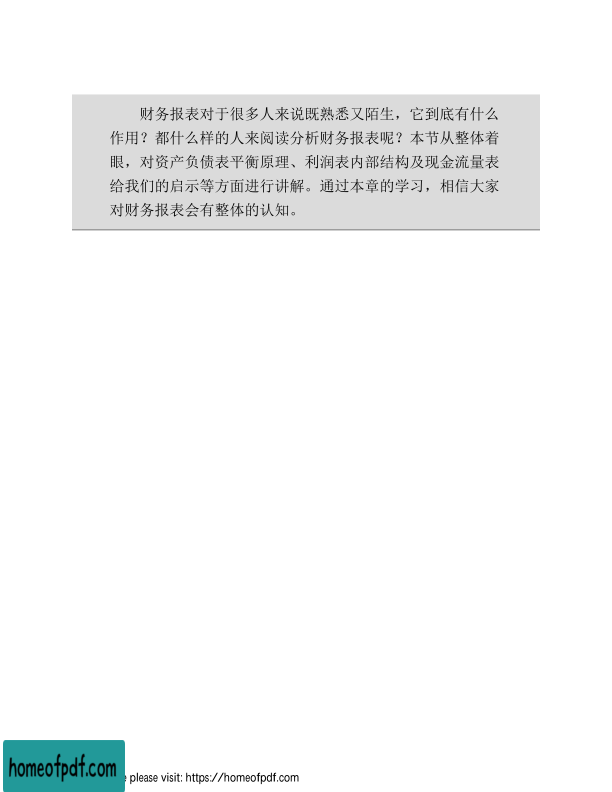 财务报表对于很多人来说既熟悉又陌生，它到底有什么
作用？都什么样的人来阅读分析财务报表呢？本节从整体着
眼，对资产负债表平衡原理、利润表内部结构及现金流量表
给我们的启示等方面进行讲解。通过本章的学习，相信大家
对财务报表会有整体的认知。
homeofpdf.com
please visit: https://homeofpdf.com